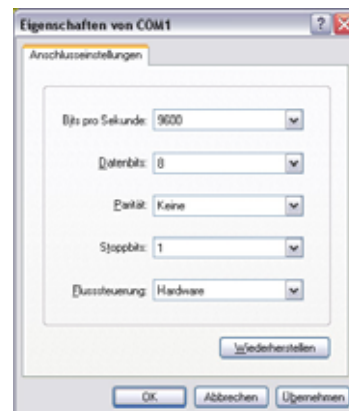 Eigenschaften von COM1
Anschlusseinstellungen
Bits pro Sekunde: 9600
Datenbits: 8
Parität: Keine
Stoppbits: 1
Flusssteuerung: Hardware
Wiederherstellen
OK Abbrechen Übernehmen